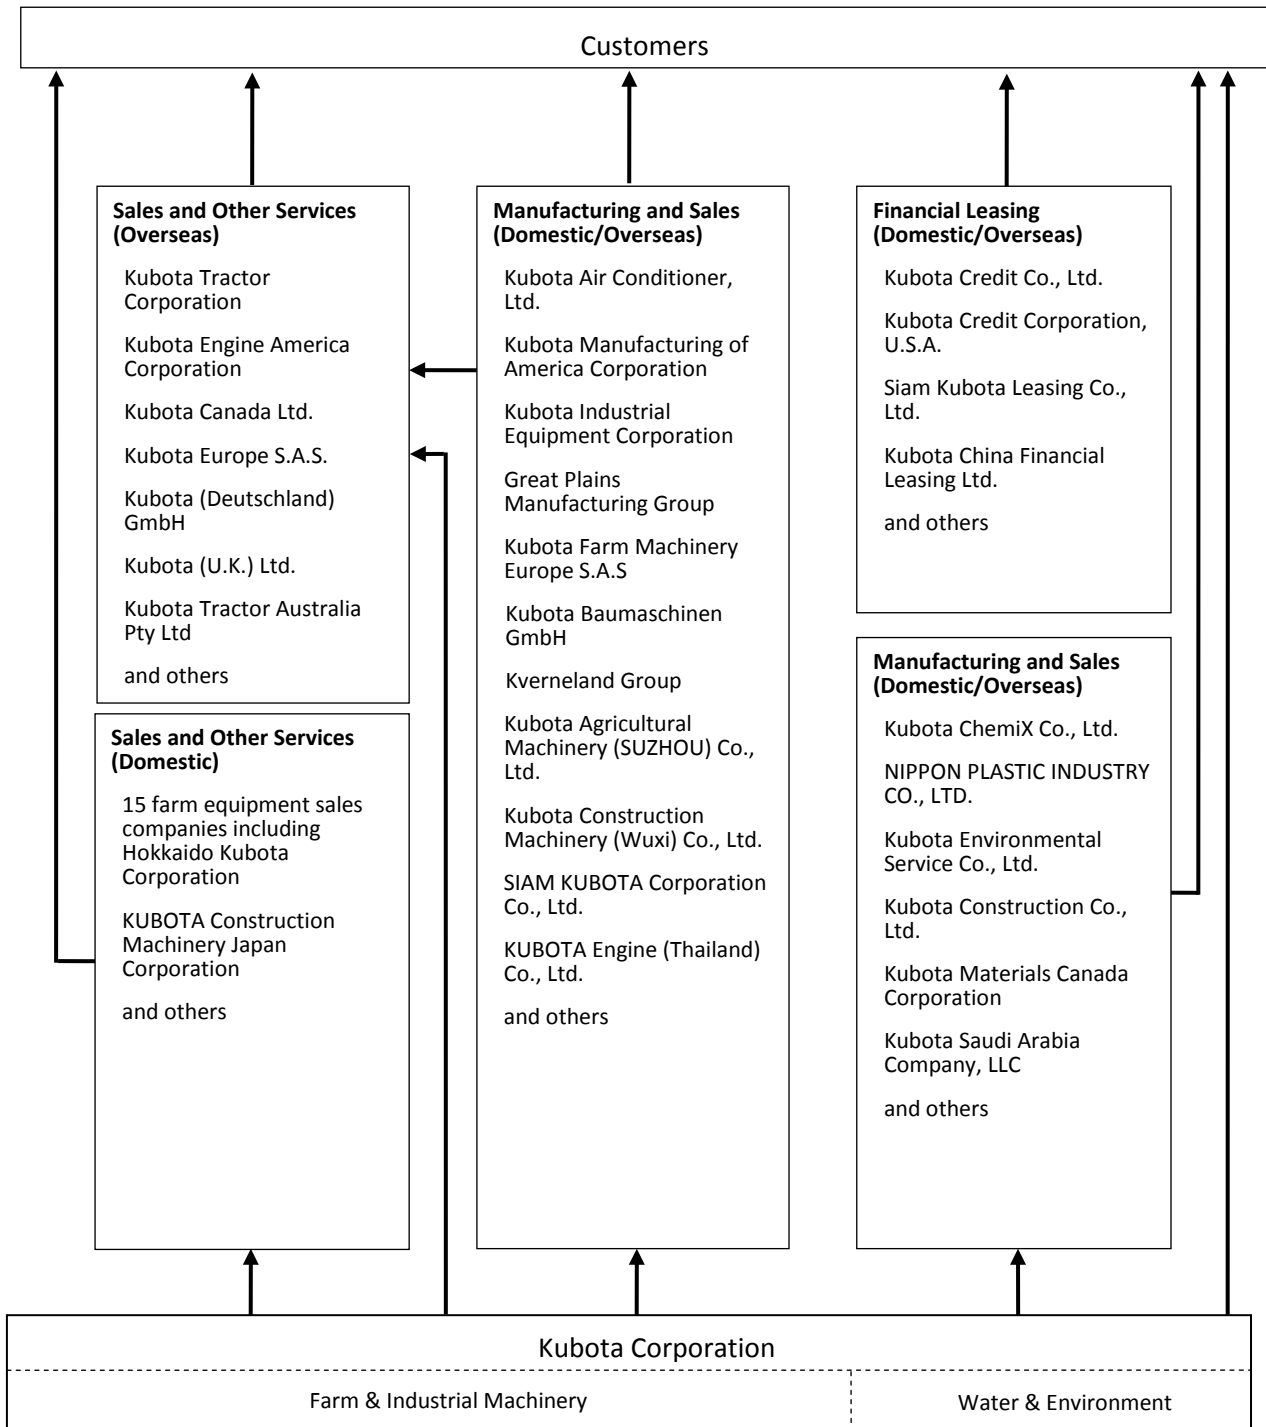 Customers
Sales and Other Services
(Overseas)
Kubota Tractor
Corporation
Kubota Engine America
Corporation
Kubota Canada Ltd.
Kubota Europe S.A.S.
Kubota (Deutschland)
GmbH
Kubota (U.K.) Ltd.
Kubota Tractor Australia
Pty Ltd
and others
Sales and Other Services
(Domestic)
15 farm equipment sales
companies including
Hokkaido Kubota
Corporation
KUBOTA Construction
Machinery Japan
Corporation
and others
Manufacturing and Sales
(Domestic/Overseas)
Kubota Air Conditioner,
Ltd.
Kubota Manufacturing of
America Corporation
Kubota Industrial
Equipment Corporation
Great Plains
Manufacturing Group
Kubota Farm Machinery
Europe S.A.S
Kubota Baumaschinen
GmbH
Kverneland Group
Kubota Agricultural
Machinery (SUZHOU) Co.,
Ltd.
Kubota Construction
Machinery (Wuxi) Co., Ltd.
SIAM KUBOTA Corporation
Co., Ltd.
KUBOTA Engine (Thailand)
Co., Ltd.
and others
Financial Leasing
(Domestic/Overseas)
Kubota Credit Co., Ltd.
Kubota Credit Corporation,
U.S.A.
Siam Kubota Leasing Co.,
Ltd.
Kubota China Financial
Leasing Ltd.
and others
Manufacturing and Sales
(Domestic/Overseas)
Kubota ChemiX Co., Ltd.
NIPPON PLASTIC INDUSTRY
CO., LTD.
Kubota Environmental
Service Co., Ltd.
Kubota Construction Co.,
Ltd.
Kubota Materials Canada
Corporation
Kubota Saudi Arabia
Company, LLC
and others
Kubota Corporation
Farm & Industrial Machinery
Water & Environment